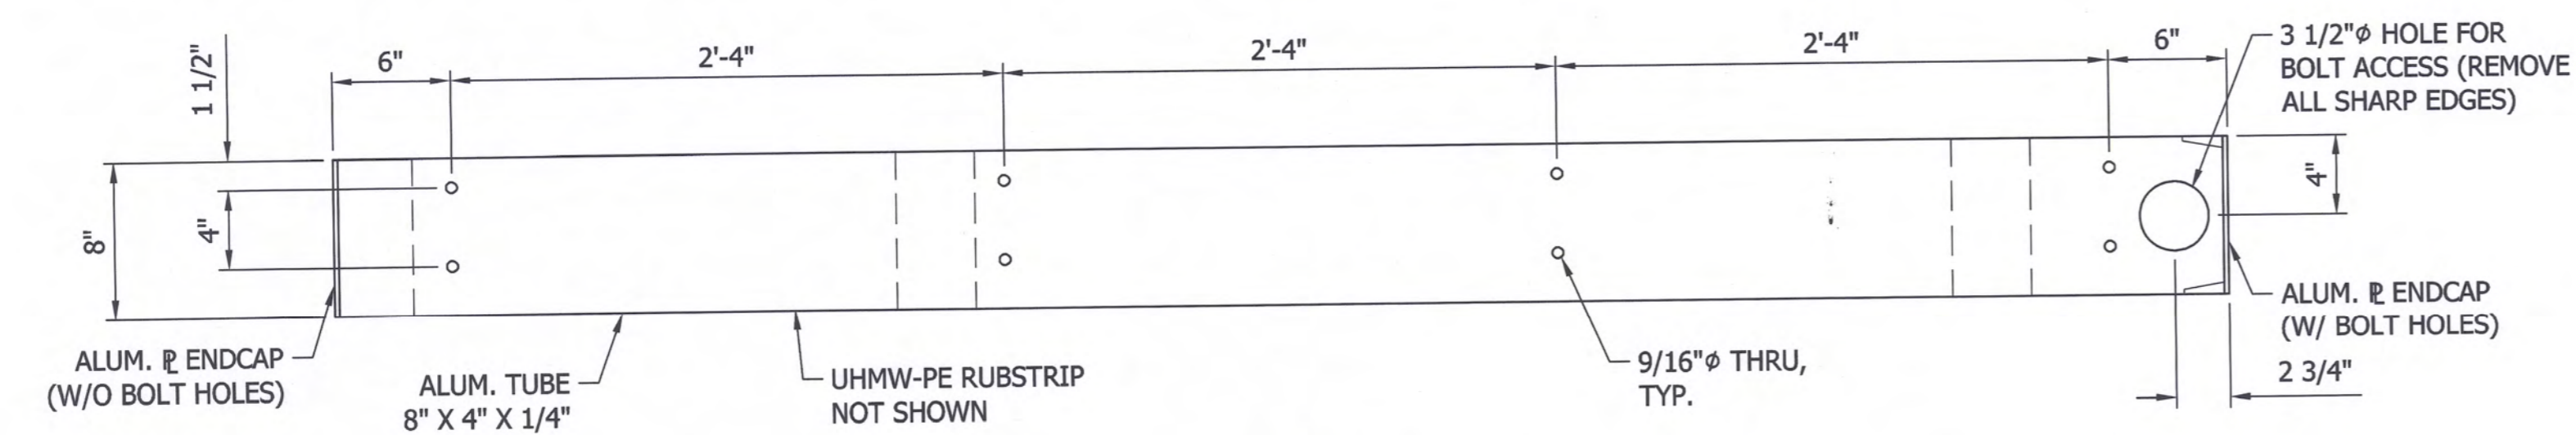 1 1/2"
6"
2'-4"
2'-4"
2'-4"
6"
3 1/2"⌀ HOLE FOR
BOLT ACCESS (REMOVE
ALL SHARP EDGES)
8"
4"
4"
ALUM. ℄ ENDCAP
(W/O BOLT HOLES)
ALUM. TUBE
8" X 4" X 1/4"
UHMW-PE RUBSTRIP
NOT SHOWN
9/16"⌀ THRU,
TYP.
ALUM. ℄ ENDCAP
(W/ BOLT HOLES)
2 3/4"